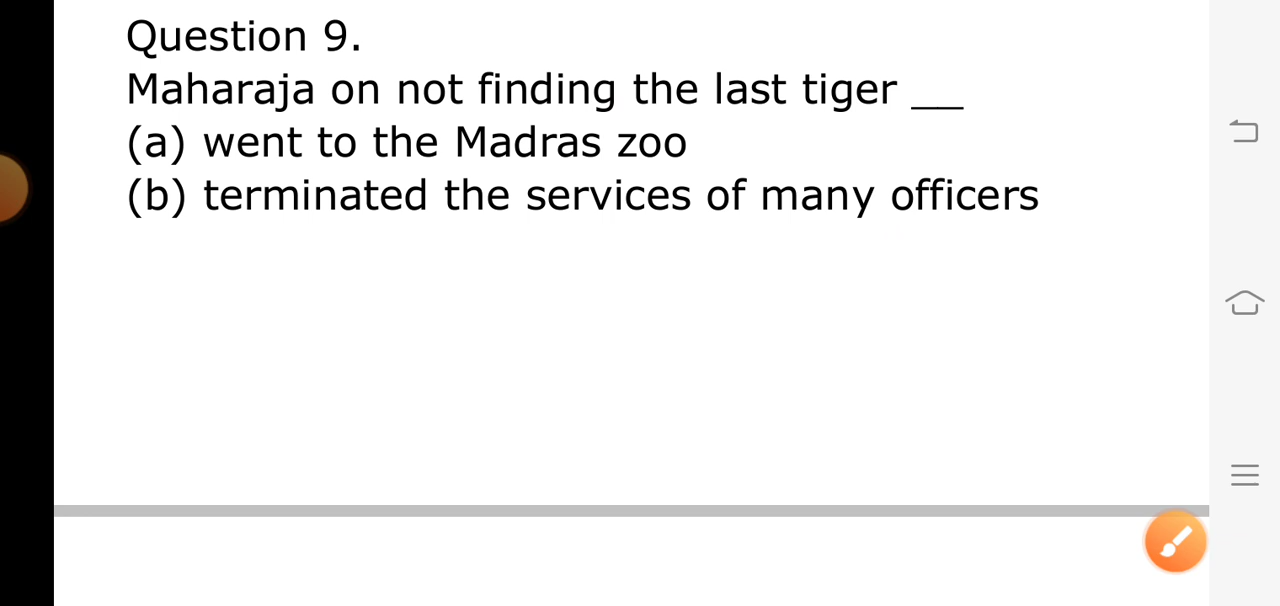 Question 9.
Maharaja on not finding the last tiger __
(a) went to the Madras zoo
(b) terminated the services of many officers